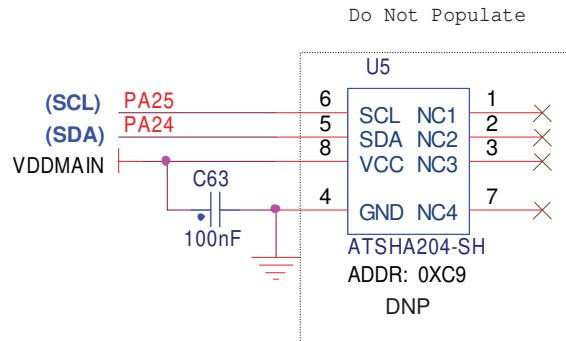 Do Not Populate
U5
(SCL) PA25 6 SCL NC1 1
(SDA) PA24 5 SDA NC2 2
VDDMAIN 8 VCC NC3 3
C63
4 GND NC4 7
100nF
ATSHA204-SH
ADDR: 0XC9
DNP